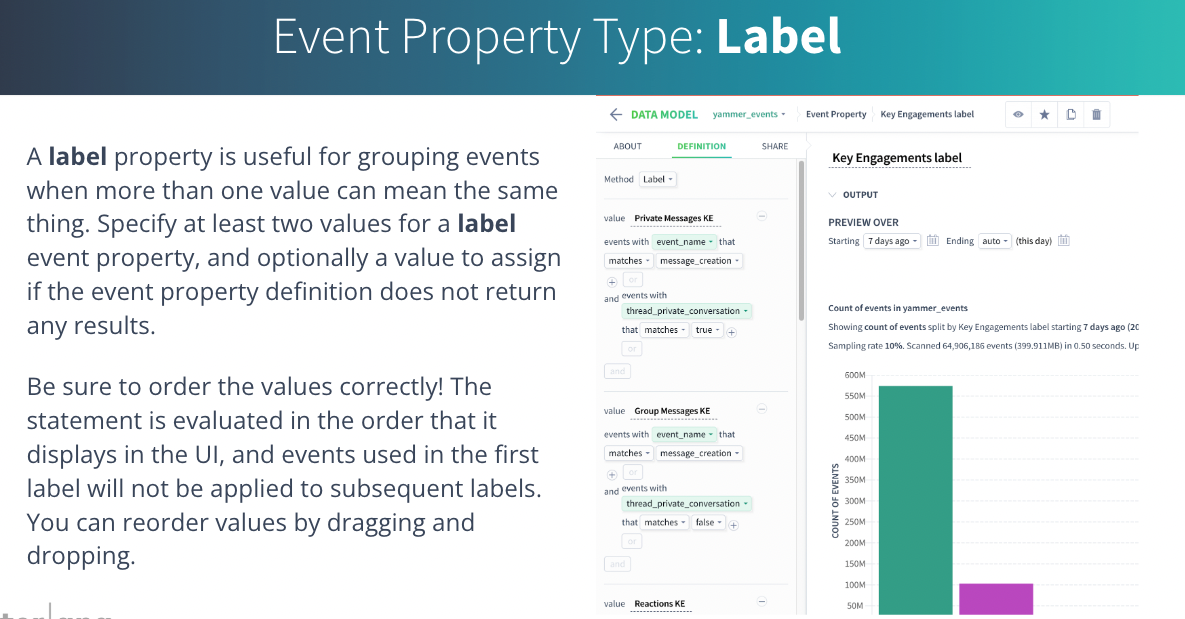 Event Property Type: Label
A label property is useful for grouping events
when more than one value can mean the same
thing. Specify at least two values for a label
event property, and optionally a value to assign
if the event property definition does not return
any results.
Be sure to order the values correctly! The
statement is evaluated in the order that it
displays in the UI, and events used in the first
label will not be applied to subsequent labels.
You can reorder values by dragging and
dropping.
DATA MODEL yammer_events Event Property Key Engagements label
ABOUT DEFINITION SHARE
Method Label
value Private Messages KE
events with event_name that
matches message_creation
or
and events with
thread_private_conversation
that matches true
or
and
value Group Messages KE
events with event_name that
matches message_creation
or
and events with
thread_private_conversation
that matches false
or
and
value Reactions KE
Key Engagements label
OUTPUT
PREVIEW OVER
Starting 7 days ago Ending auto (this day)
Count of events in yammer_events
Showing count of events split by Key Engagements label starting 7 days ago (20
Sampling rate 10%. Scanned 64,906,186 events (399.911MB) in 0.50 seconds. Up
COUNT OF EVENTS
600M
550M
500M
450M
400M
350M
300M
250M
200M
150M
100M
50M